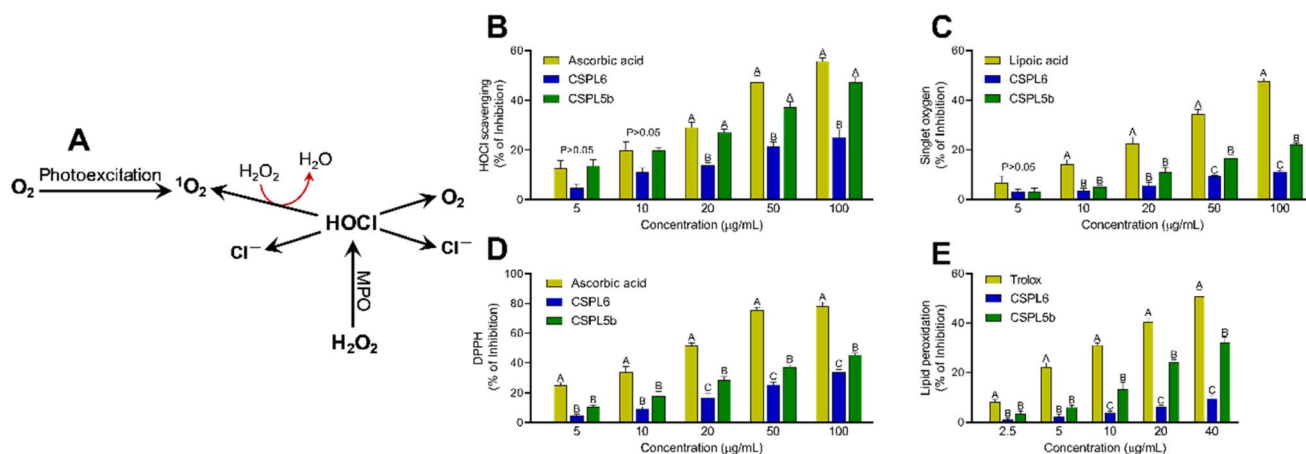 A
O₂
Photoexcitation
¹O₂
H₂O₂
H₂O
HOCl
O₂
Cl⁻
Cl⁻
MPO
H₂O₂
B
HOCl scavenging
(% of Inhibition)
60
40
20
0
Ascorbic acid
CSPL6
CSPL5b
P>0.05
P>0.05
A B A
A B A
A B A
5 10 20 50 100
Concentration (µg/mL)
C
Singlet oxygen
(% of Inhibition)
60
40
20
0
Lipoic acid
CSPL6
CSPL5b
P>0.05
A B B
A B B
A C B
A C B
5 10 20 50 100
Concentration (µg/mL)
D
DPPH
(% of Inhibition)
100
80
60
40
20
0
Ascorbic acid
CSPL6
CSPL5b
A B B
A B B
A C B
A C B
A C B
5 10 20 50 100
Concentration (µg/mL)
E
Lipid peroxidation
(% of Inhibition)
60
40
20
0
Trolox
CSPL6
CSPL5b
A B B
A B B
A C B
A C B
A C B
2.5 5 10 20 40
Concentration (µg/mL)